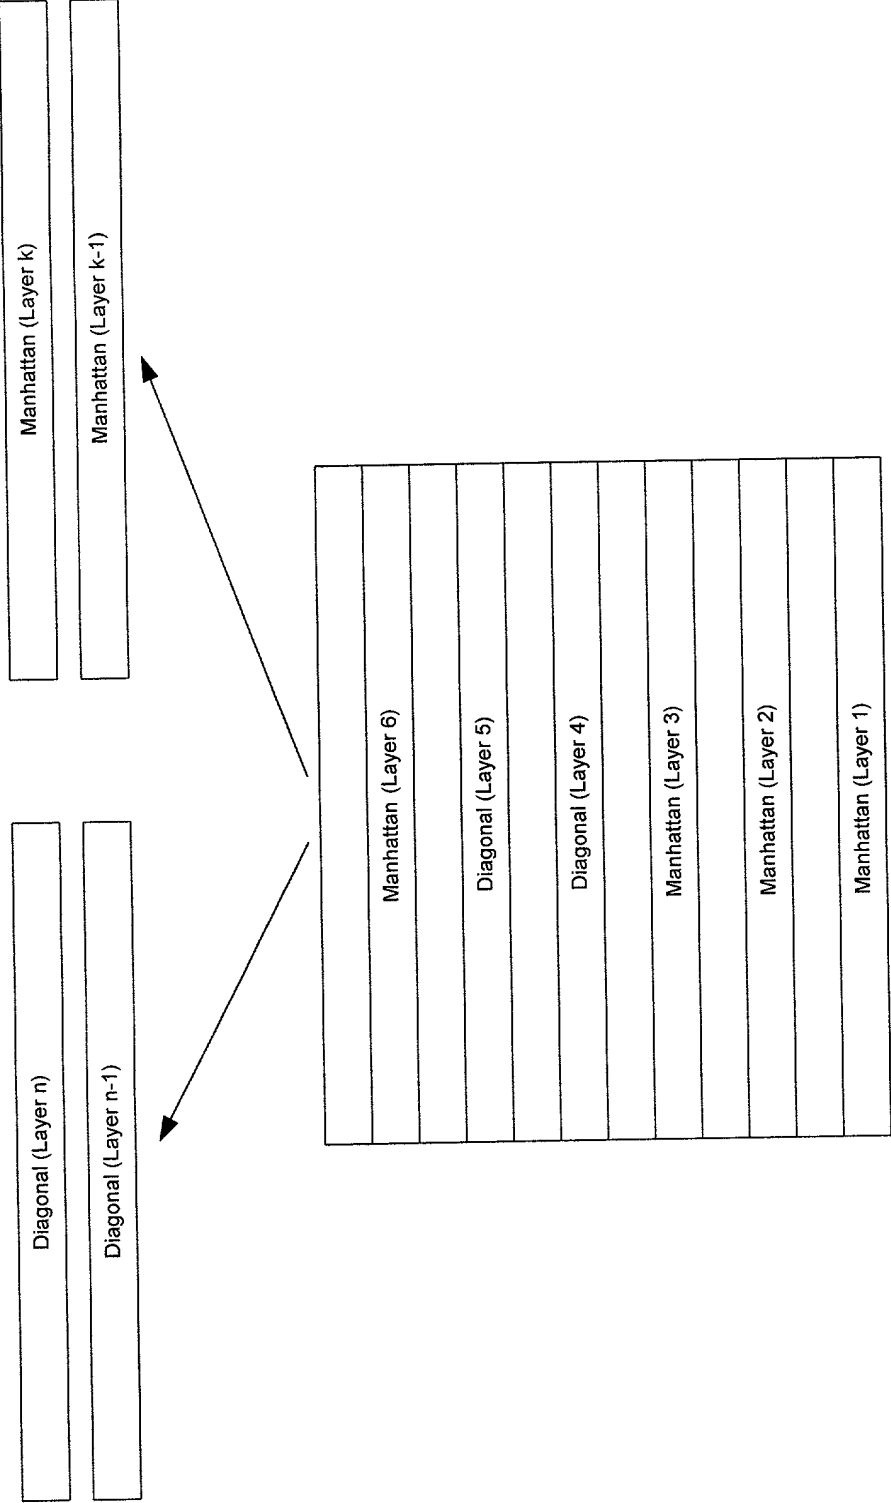 Diagonal (Layer n)
Manhattan (Layer k)
Diagonal (Layer n-1)
Manhattan (Layer k-1)
Manhattan (Layer 6)
Diagonal (Layer 5)
Diagonal (Layer 4)
Manhattan (Layer 3)
Manhattan (Layer 2)
Manhattan (Layer 1)